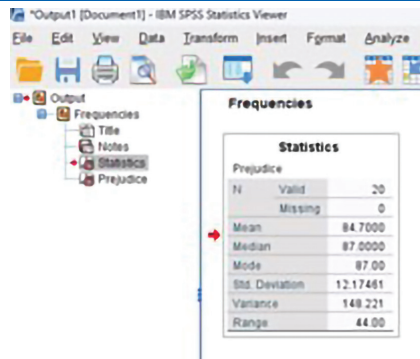 *Output1 [Document1] - IBM SPSS Statistics Viewer
File Edit View Data Transform Insert Format Analyze
Output
Frequencies
Title
Notes
Statistics
Prejudice
Frequencies
Statistics
Prejudice
N Valid 20
Missing 0
Mean 84.7000
Median 87.0000
Mode 87.00
Std. Deviation 12.17461
Variance 148.221
Range 44.00